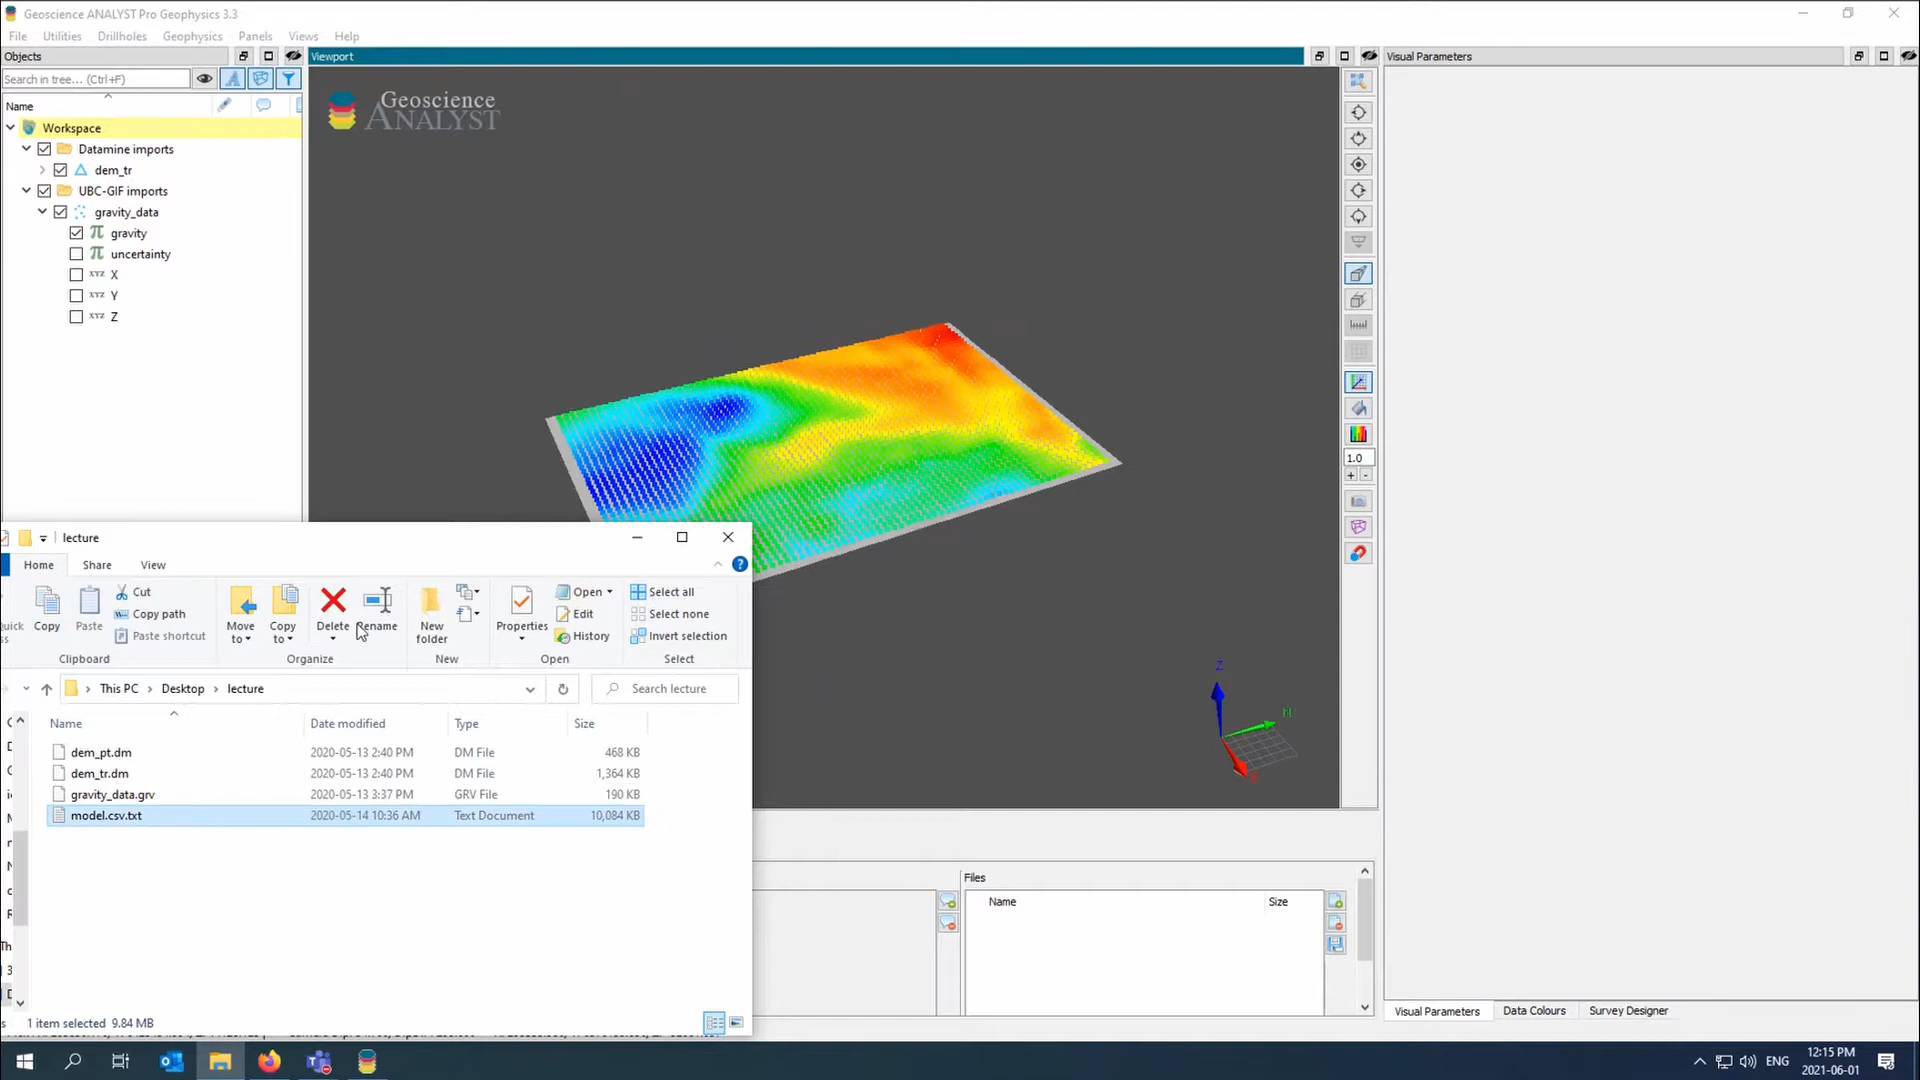 Geoscience ANALYST Pro Geophysics 3.3
File Utilities Drillholes Geophysics Panels Views Help
Objects
Viewport
Visual Parameters
Search in tree... (Ctrl+F)
Name
Geoscience
ANALYST
Workspace
Datamine imports
dem_tr
UBC-GIF imports
gravity_data
π gravity
π uncertainty
XYZ X
XYZ Y
XYZ Z
1.0
+ -
Z
N
lecture
Home Share View
Copy
Paste
Cut
Copy path
Paste shortcut
Move to
Copy to
Delete
Rename
New folder
Properties
Open
Edit
History
Select all
Select none
Invert selection
Clipboard Organize New Open Select
This PC > Desktop > lecture
Search lecture
Name Date modified Type Size
dem_pt.dm 2020-05-13 2:40 PM DM File 468 KB
dem_tr.dm 2020-05-13 2:40 PM DM File 1,364 KB
gravity_data.grv 2020-05-13 3:37 PM GRV File 190 KB
model.csv.txt 2020-05-14 10:36 AM Text Document 10,084 KB
1 item selected 9.84 MB
Files
Name Size
Visual Parameters Data Colours Survey Designer
ENG
12:15 PM
2021-06-01